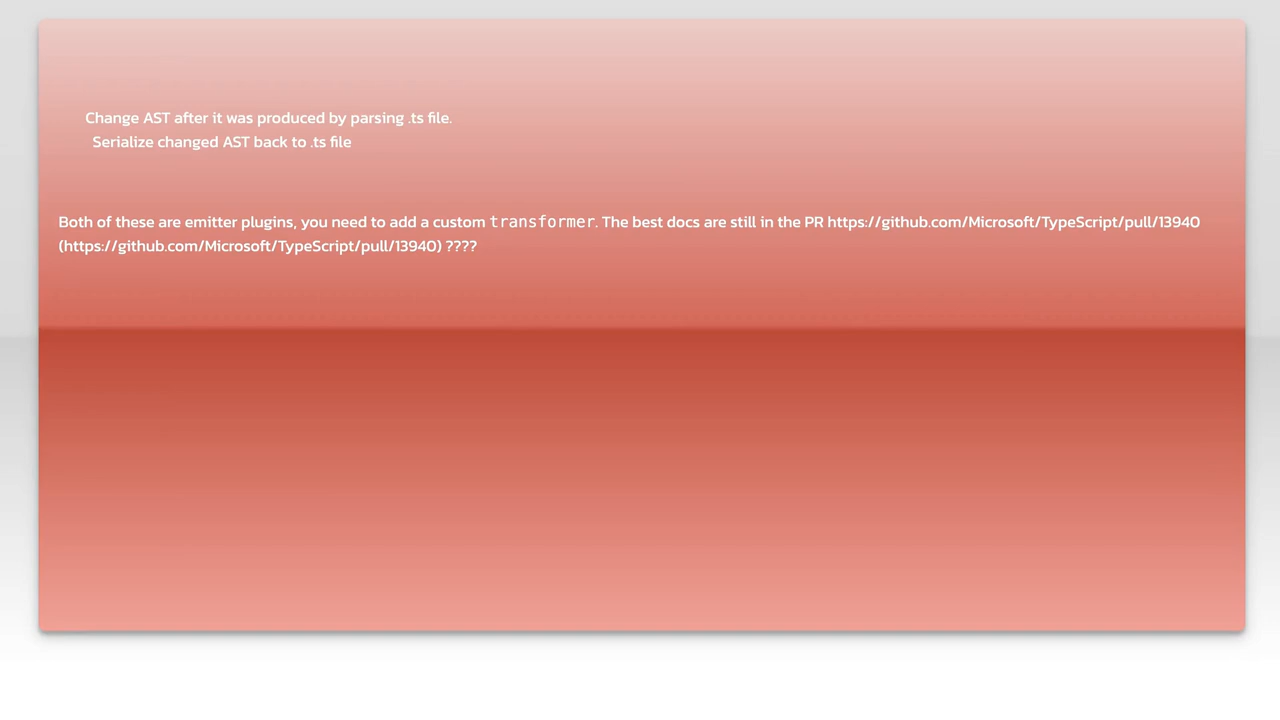 Change AST after it was produced by parsing .ts file.
Serialize changed AST back to .ts file
Both of these are emitter plugins, you need to add a custom transformer. The best docs are still in the PR https://github.com/Microsoft/TypeScript/pull/13940
(https://github.com/Microsoft/TypeScript/pull/13940) ????